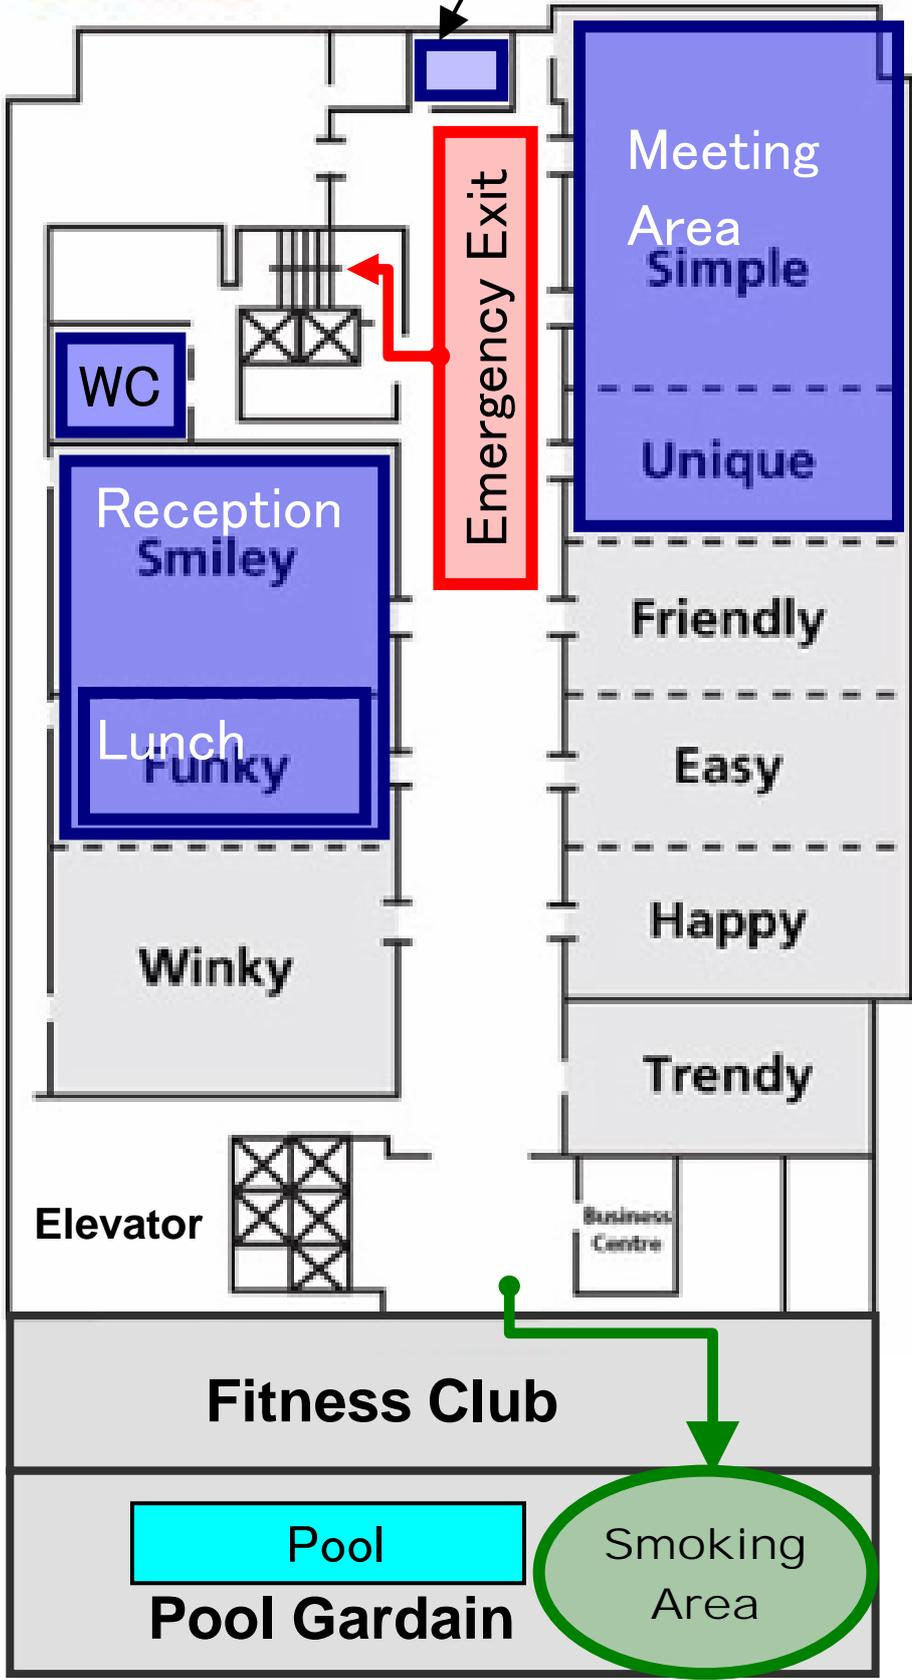 Meeting
Area
Simple
Emergency Exit
WC
Unique
Reception
Smiley
Friendly
Lunch
Funky
Easy
Happy
Winky
Trendy
Elevator
Business
Centre
Fitness Club
Pool
Smoking
Area
Pool Gardain